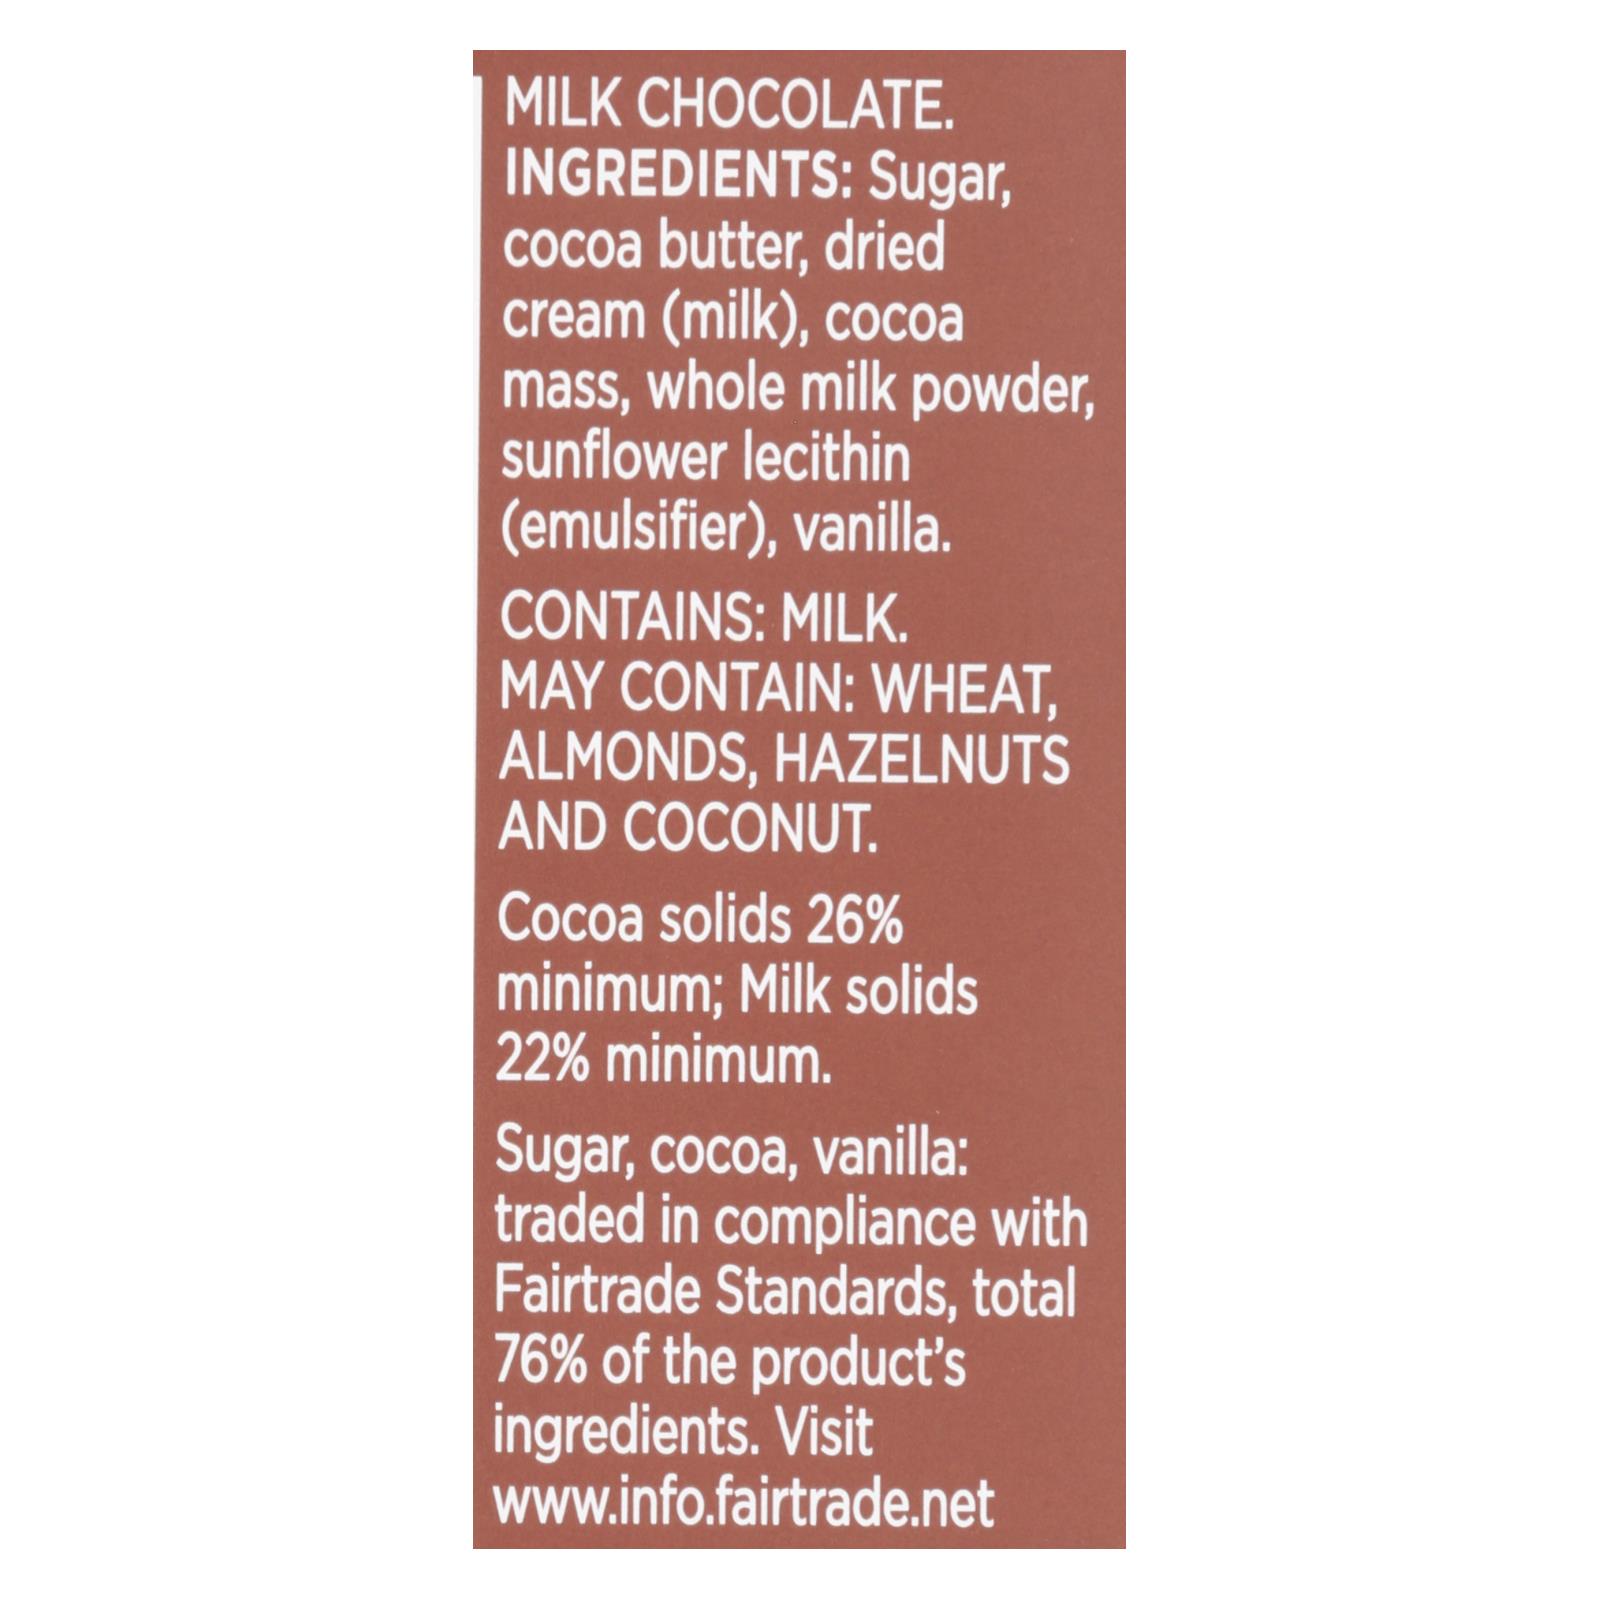 MILK CHOCOLATE.
INGREDIENTS: Sugar,
cocoa butter, dried
cream (milk), cocoa
mass, whole milk powder,
sunflower lecithin
(emulsifier), vanilla.
CONTAINS: MILK.
MAY CONTAIN: WHEAT,
ALMONDS, HAZELNUTS
AND COCONUT.
Cocoa solids 26%
minimum; Milk solids
22% minimum.
Sugar, cocoa, vanilla:
traded in compliance with
Fairtrade Standards, total
76% of the product's
ingredients. Visit
www.info.fairtrade.net